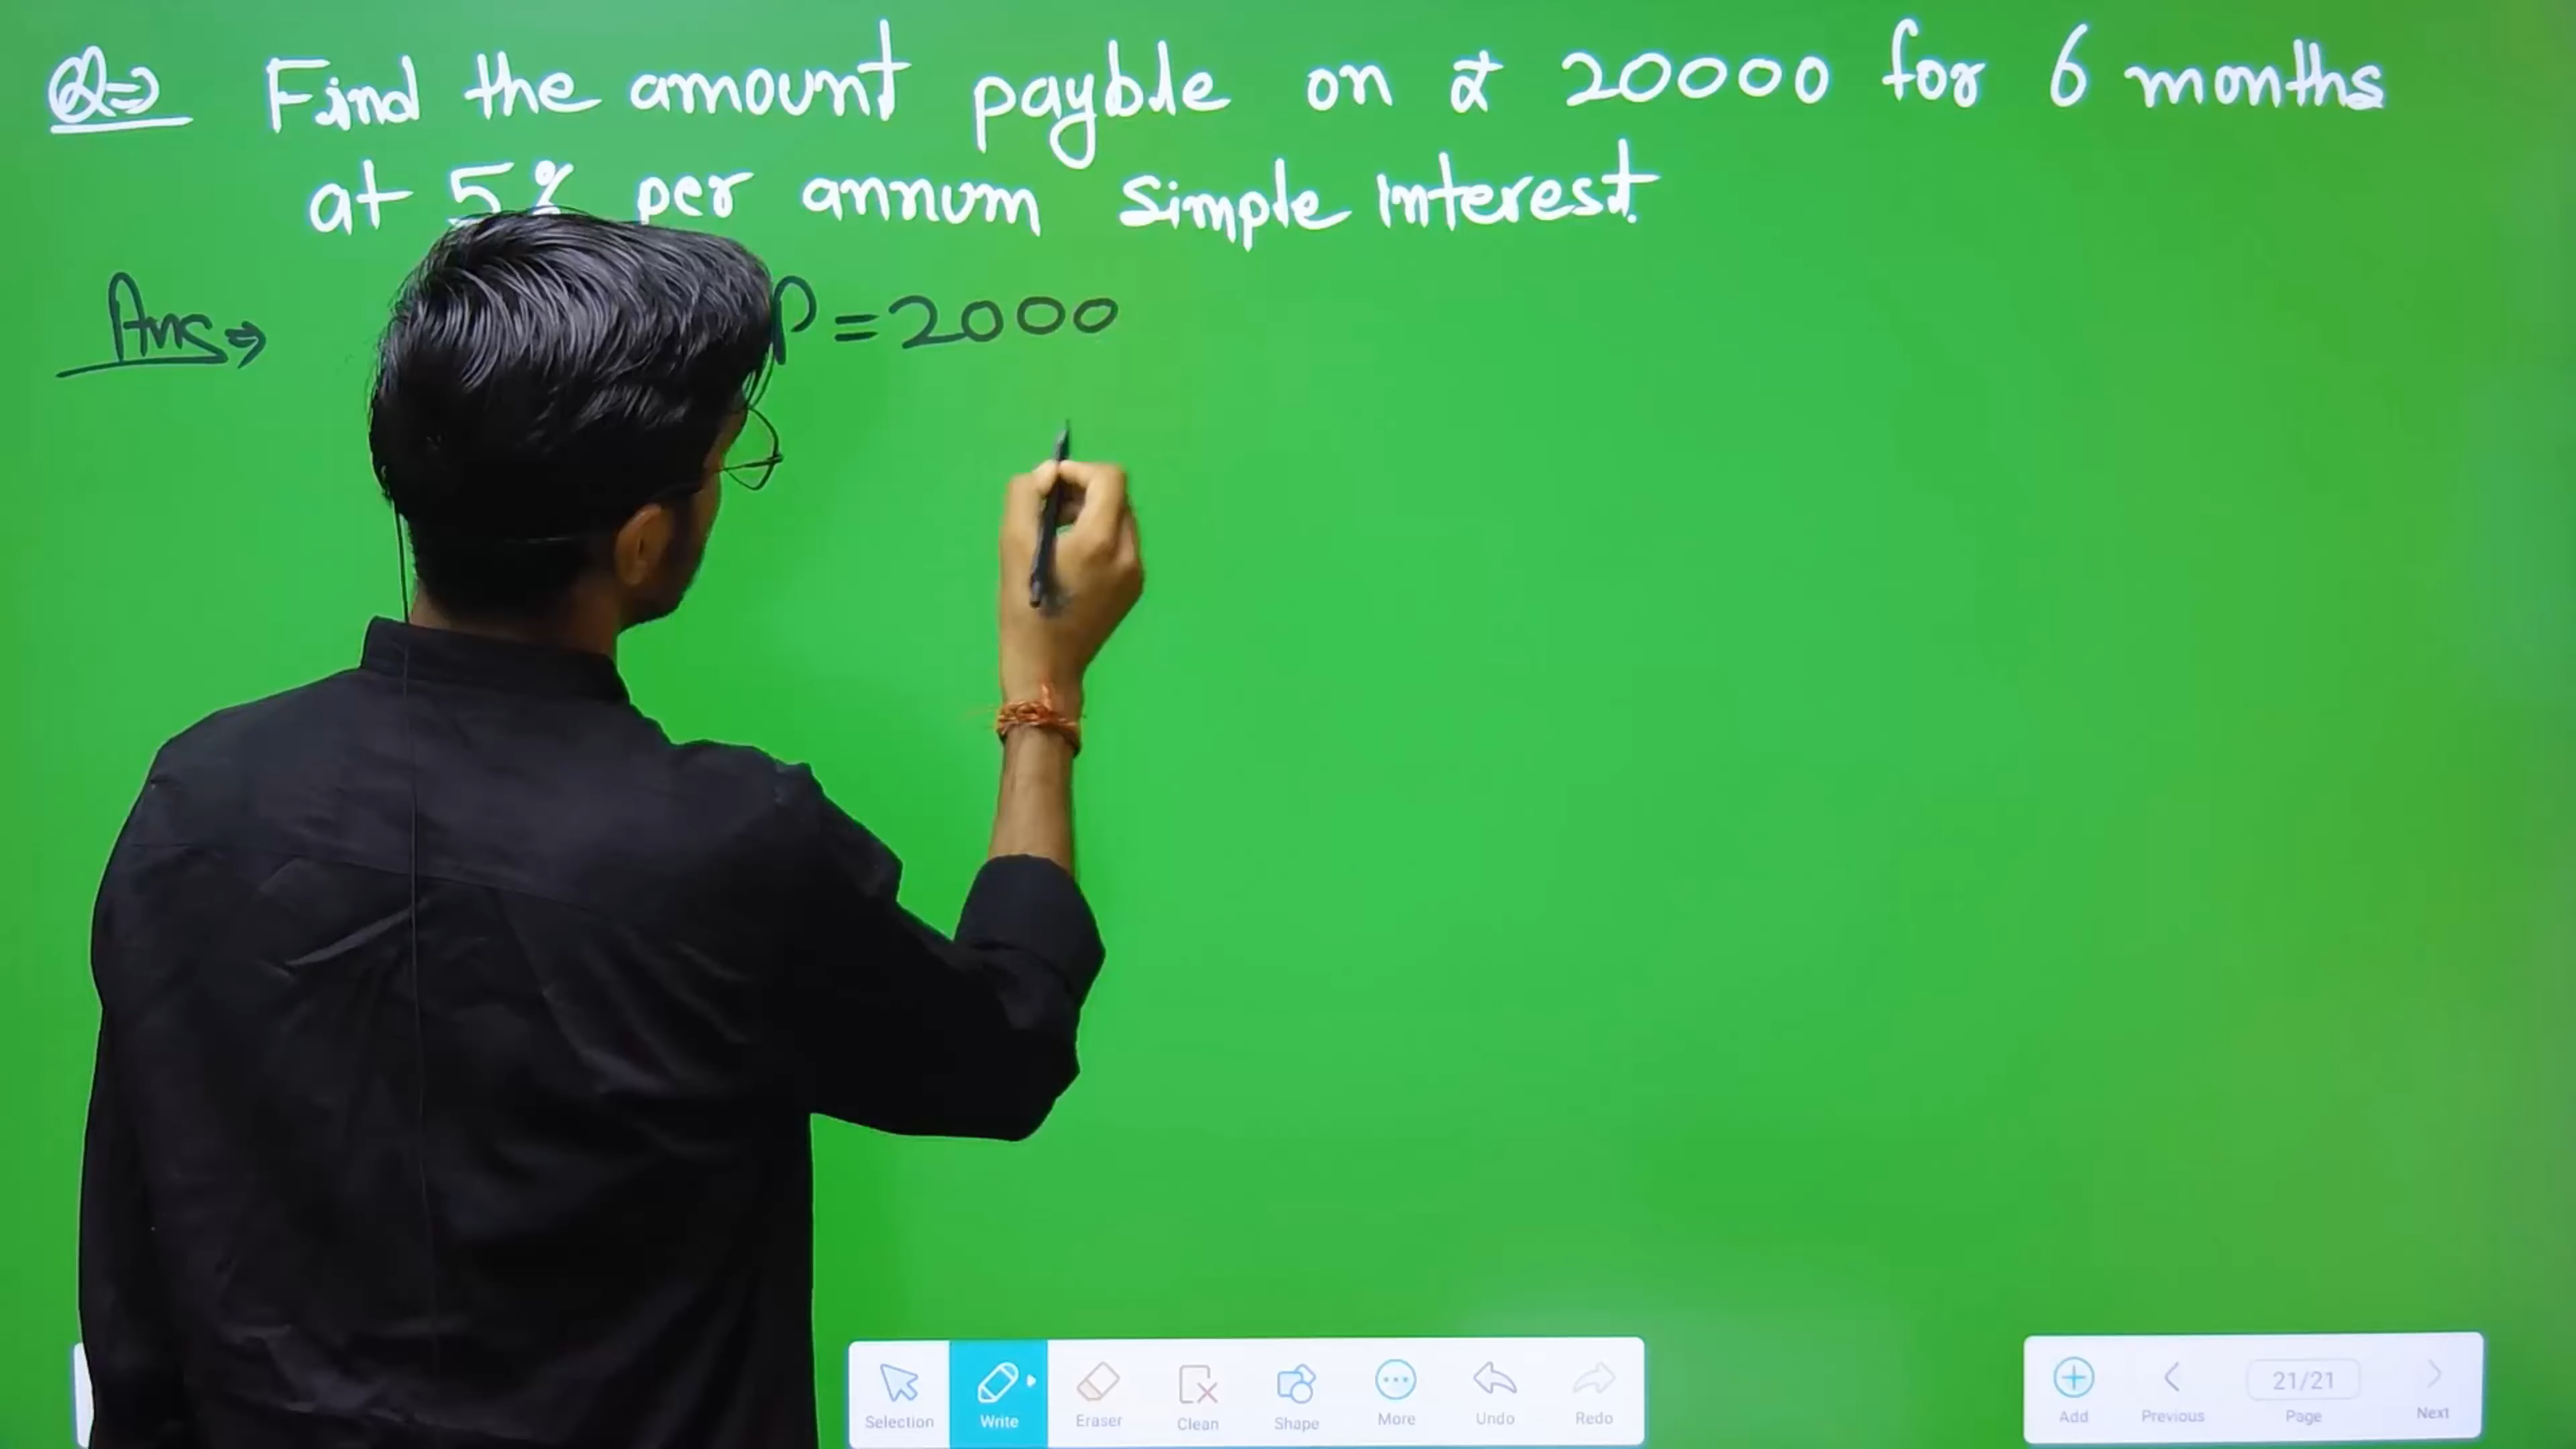 Q⇒ Find the amount payble on ₹ 20000 for 6 months
at 5% per annum simple interest.
Ans⇒ P = 2000
Selection Write Eraser Clean Shape More Undo Redo
Add Previous 21/21 Page Next